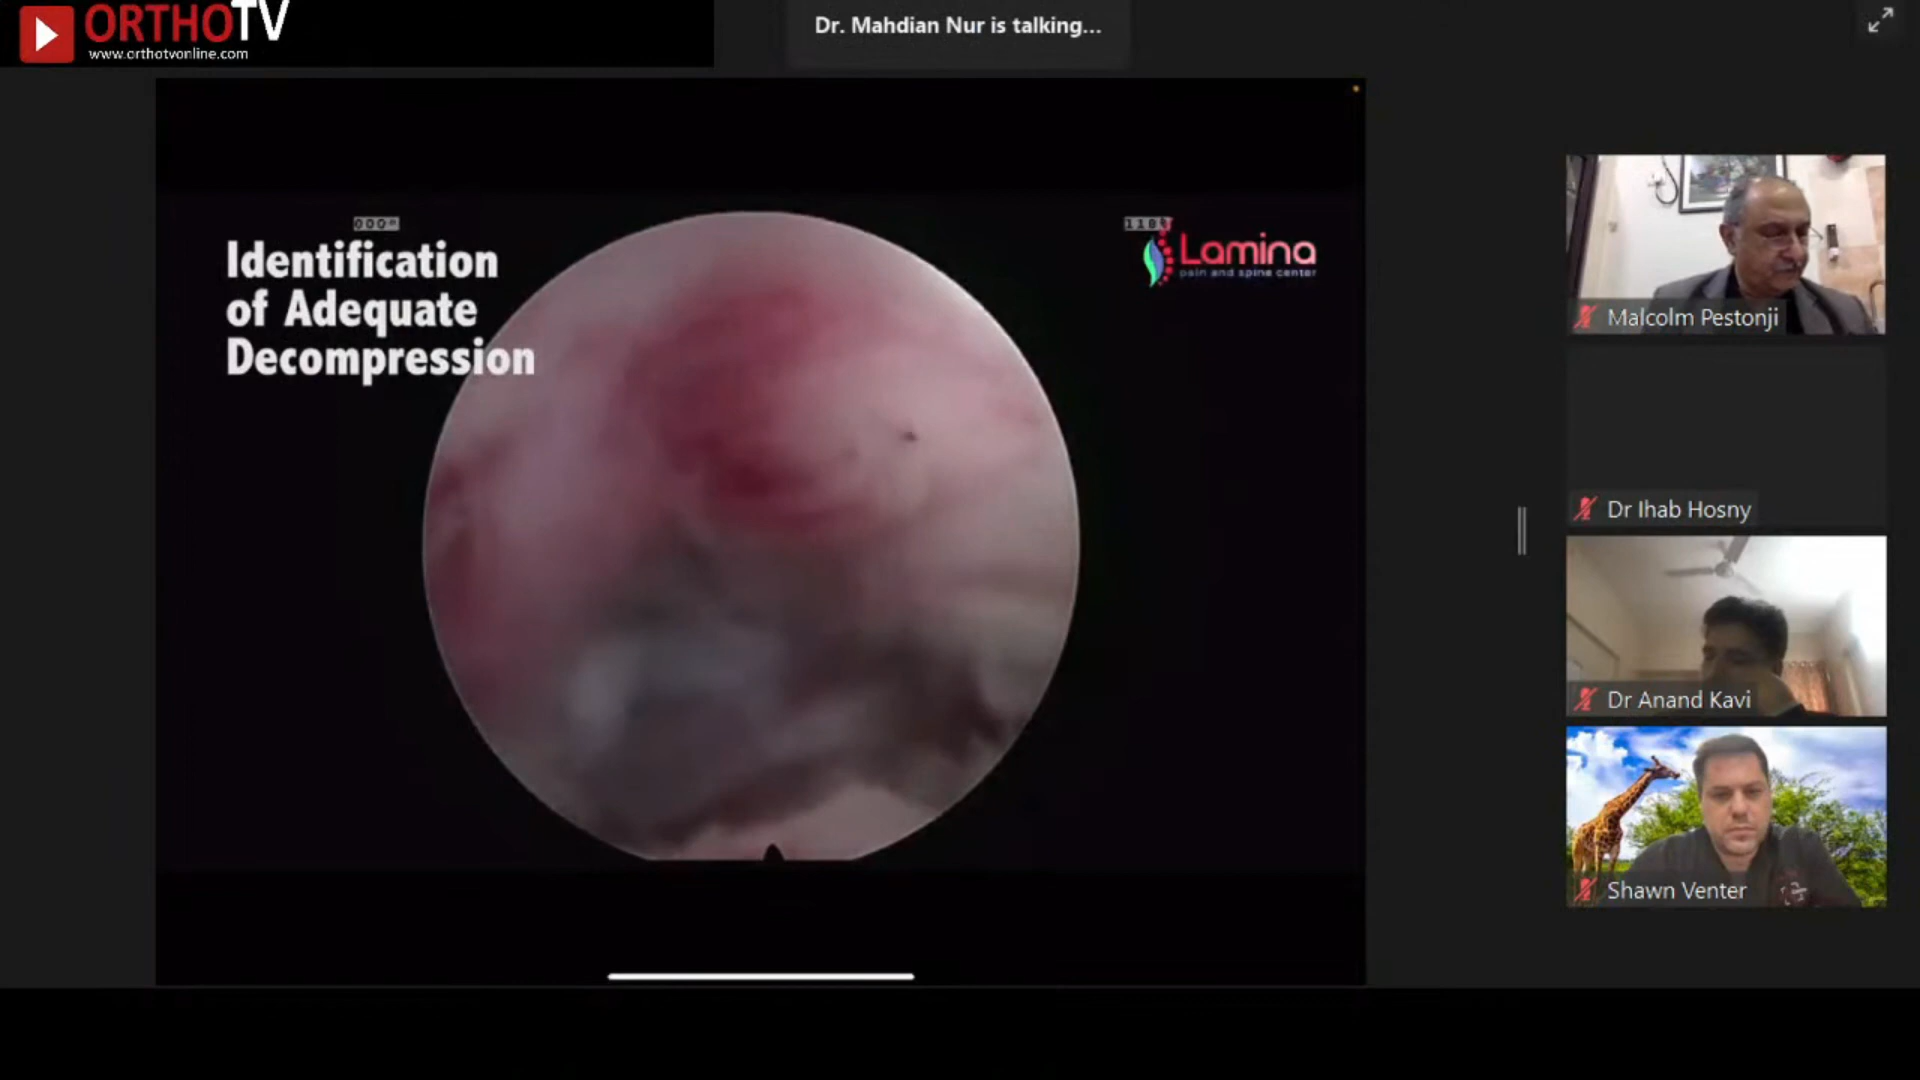 ORTHOTV
www.orthotvonline.com
Dr. Mahdian Nur is talking...
000°
Identification
of Adequate
Decompression
Lamina
pain and spine center
Malcolm Pestonji
Dr Ihab Hosny
Dr Anand Kavi
Shawn Venter